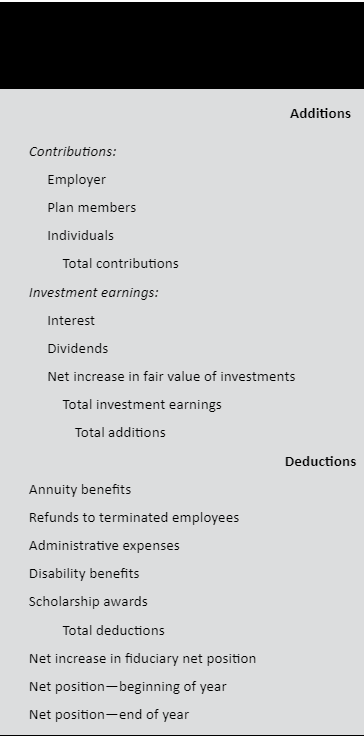 Additions
Contributions:
Employer
Plan members
Individuals
Total contributions
Investment earnings:
Interest
Dividends
Net increase in fair value of investments
Total investment earnings
Total additions
Deductions
Annuity benefits
Refunds to terminated employees
Administrative expenses
Disability benefits
Scholarship awards
Total deductions
Net increase in fiduciary net position
Net position—beginning of year
Net position—end of year